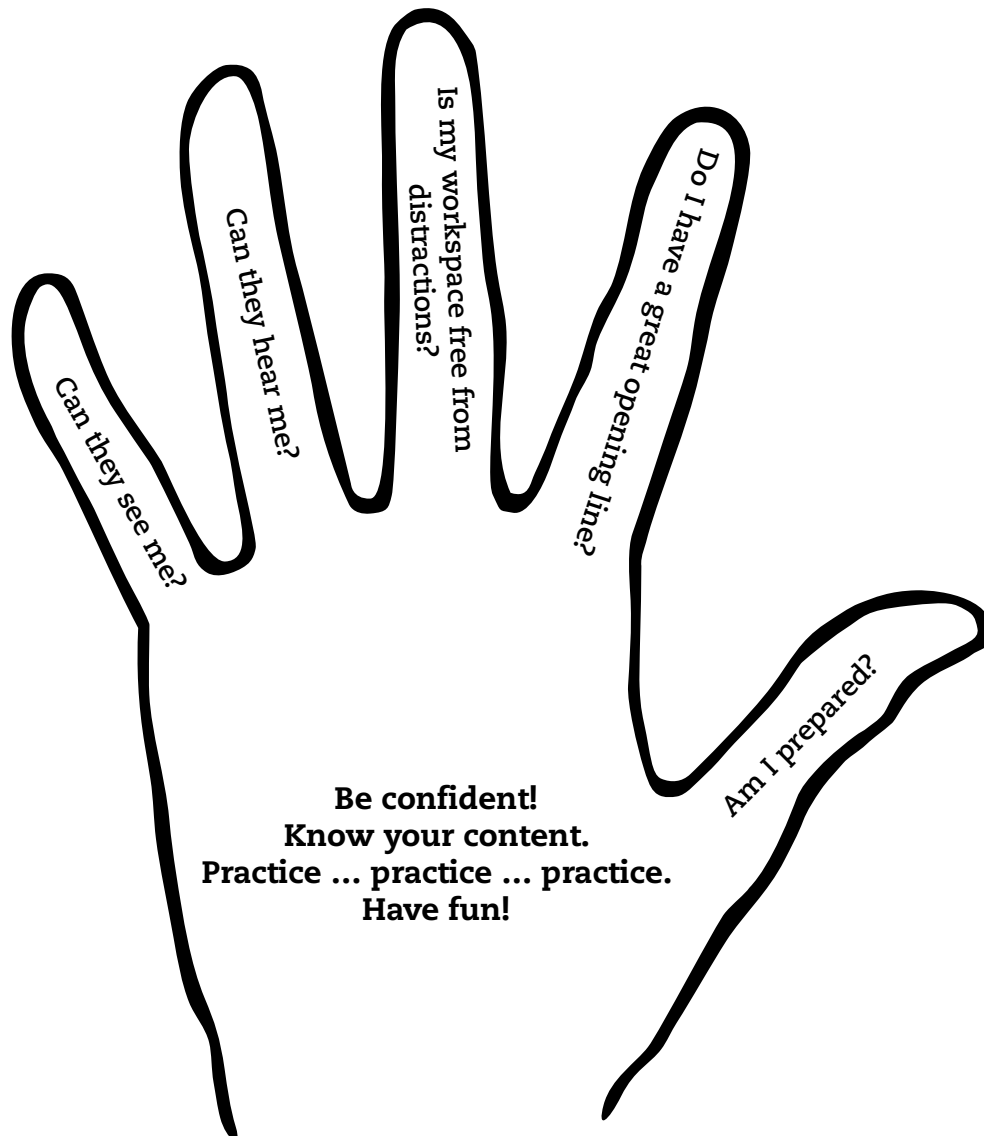 Can they see me?
Can they hear me?
Is my workspace free from
distractions?
Do I have a great opening line?
Am I prepared?
Be confident!
Know your content.
Practice ... practice ... practice.
Have fun!